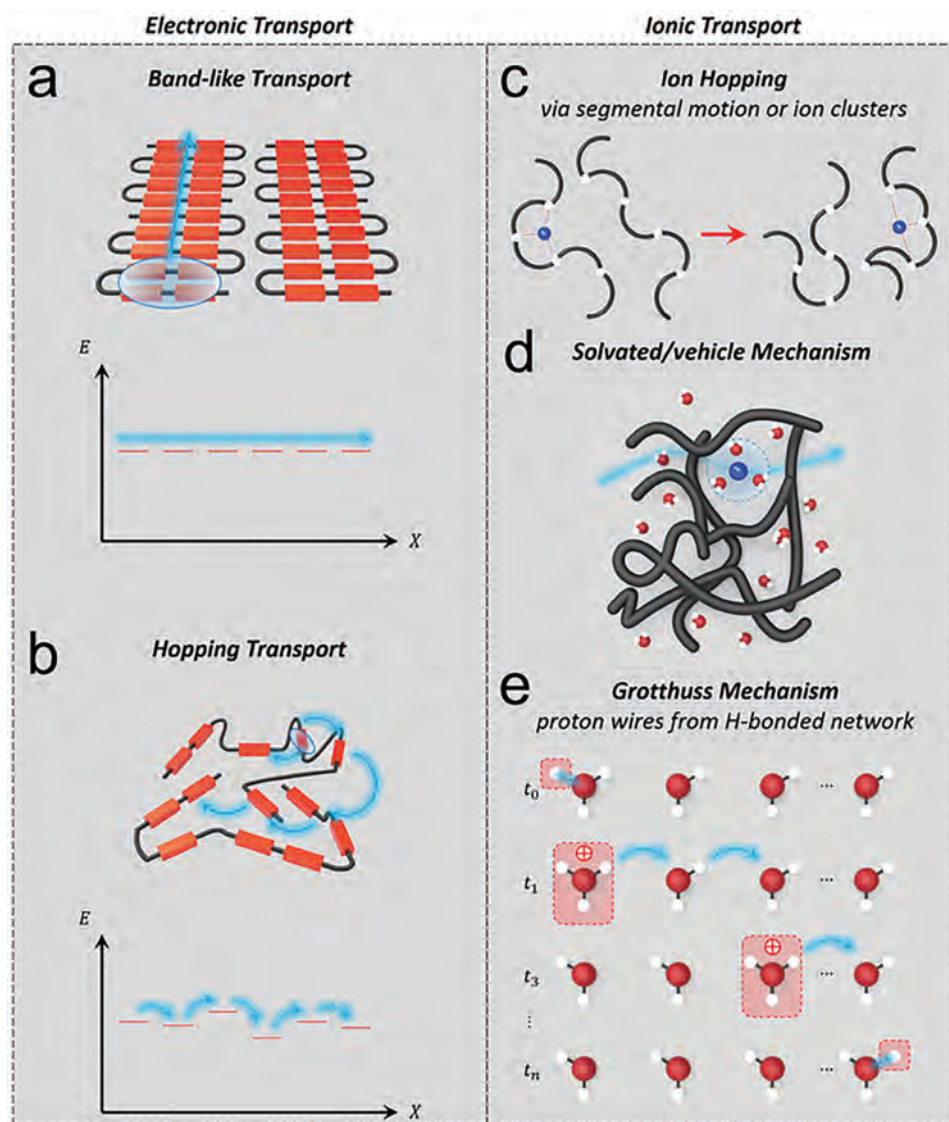 Electronic Transport
Ionic Transport
a
Band-like Transport
E
X
b
Hopping Transport
E
X
c
Ion Hopping
via segmental motion or ion clusters
d
Solvated/vehicle Mechanism
e
Grotthuss Mechanism
proton wires from H-bonded network
t₀ ...
⊕
t₁ ...
⊕
t₃ ...
⋮
tₙ ...